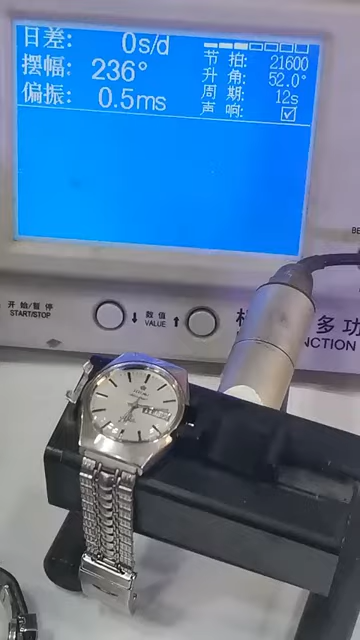 日差: 0s/d
摆幅: 236°
偏振: 0.5ms
节 拍: 21600
升 角: 52.0°
周 期: 12s
声 响: ☑
开始/暂停
START/STOP
↓ 数值 VALUE ↑
多功
NCTION
BE